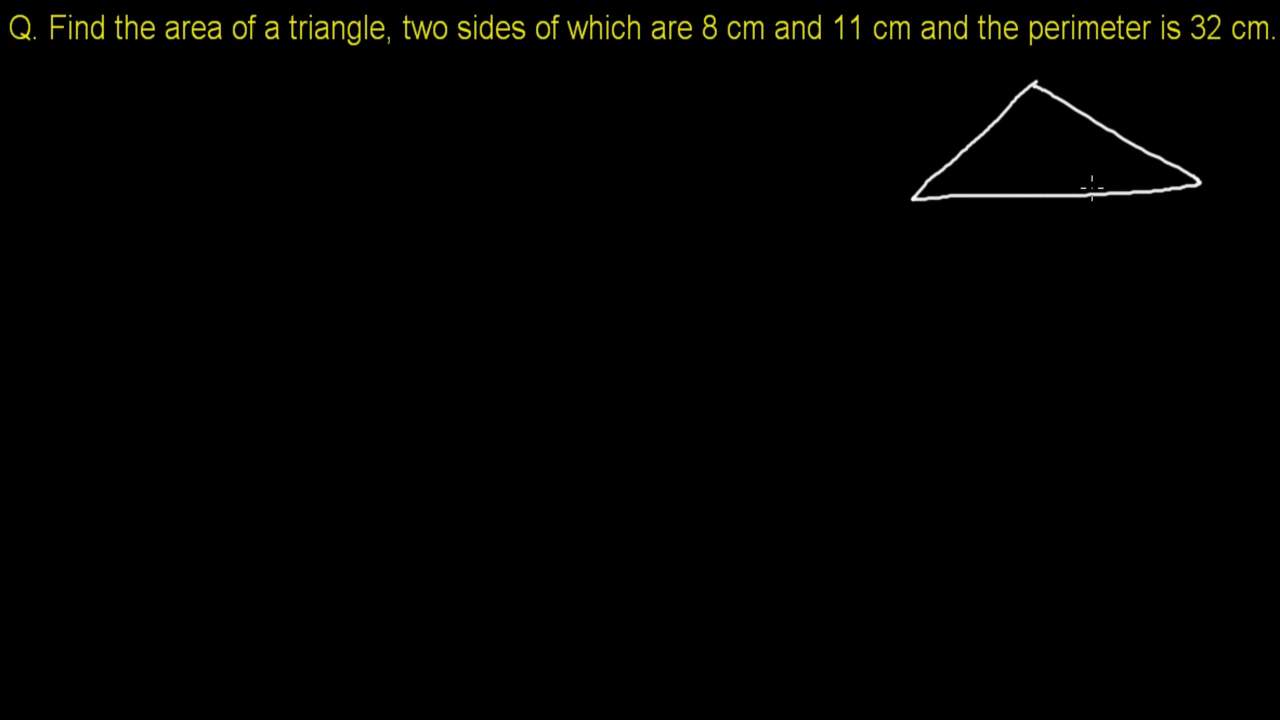 Q. Find the area of a triangle, two sides of which are 8 cm and 11 cm and the perimeter is 32 cm.